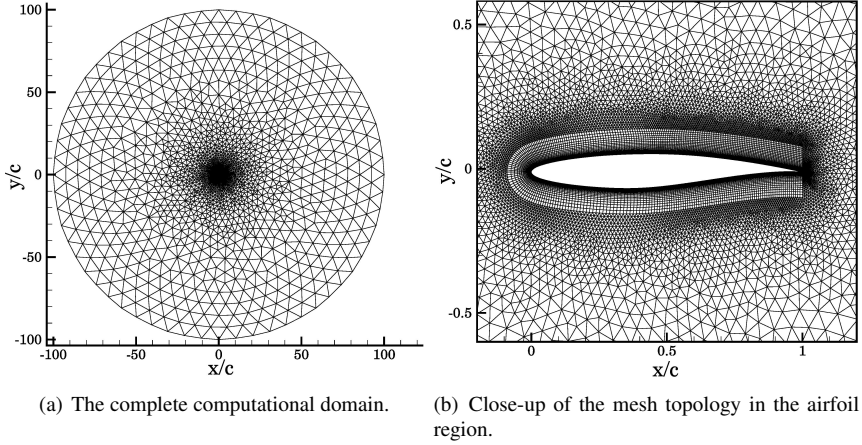 100
50
0
-50
-100
y/c
-100
-50
0
50
100
x/c
0.5
0
-0.5
y/c
0
0.5
1
x/c
(a) The complete computational domain.
(b) Close-up of the mesh topology in the airfoil
region.